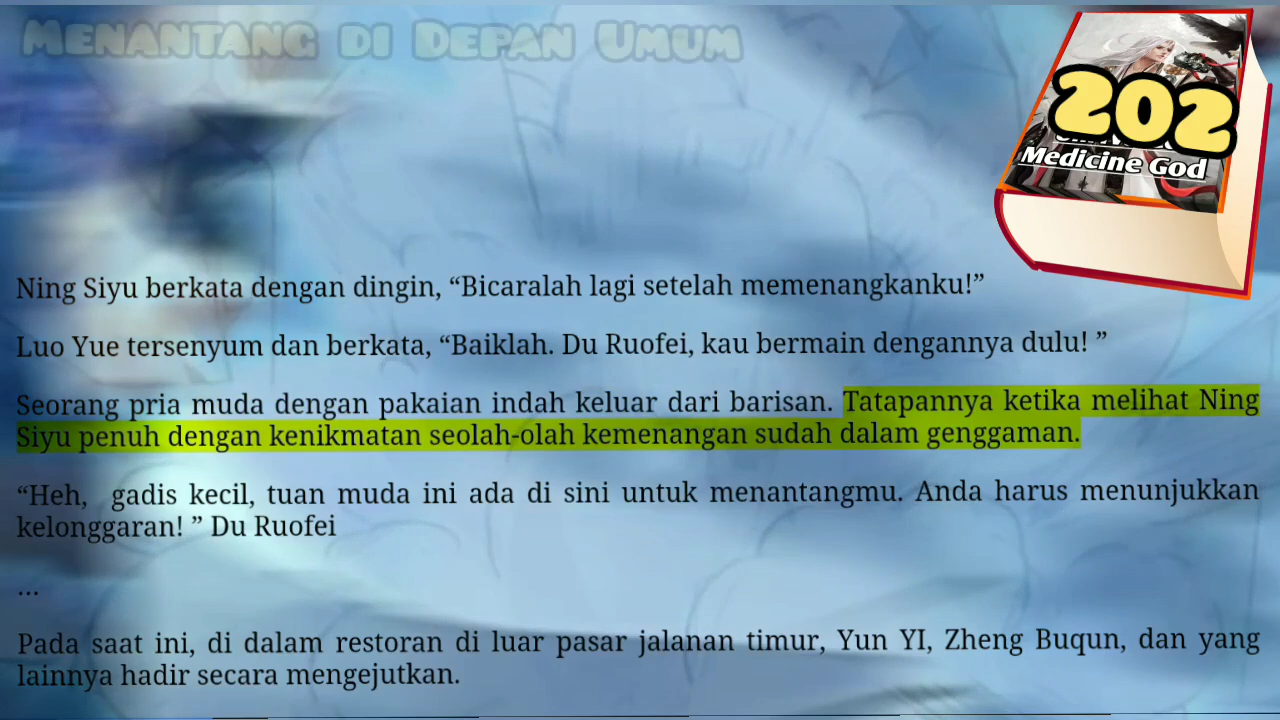 Menantang di Depan Umum
202
Medicine God
Ning Siyu berkata dengan dingin, “Bicaralah lagi setelah memenangkanku!”
Luo Yue tersenyum dan berkata, “Baiklah. Du Ruofei, kau bermain dengannya dulu! ”
Seorang pria muda dengan pakaian indah keluar dari barisan. Tatapannya ketika melihat Ning
Siyu penuh dengan kenikmatan seolah-olah kemenangan sudah dalam genggaman.
“Heh,  gadis kecil, tuan muda ini ada di sini untuk menantangmu. Anda harus menunjukkan
kelonggaran! ” Du Ruofei
...
Pada saat ini, di dalam restoran di luar pasar jalanan timur, Yun YI, Zheng Buqun, dan yang
lainnya hadir secara mengejutkan.